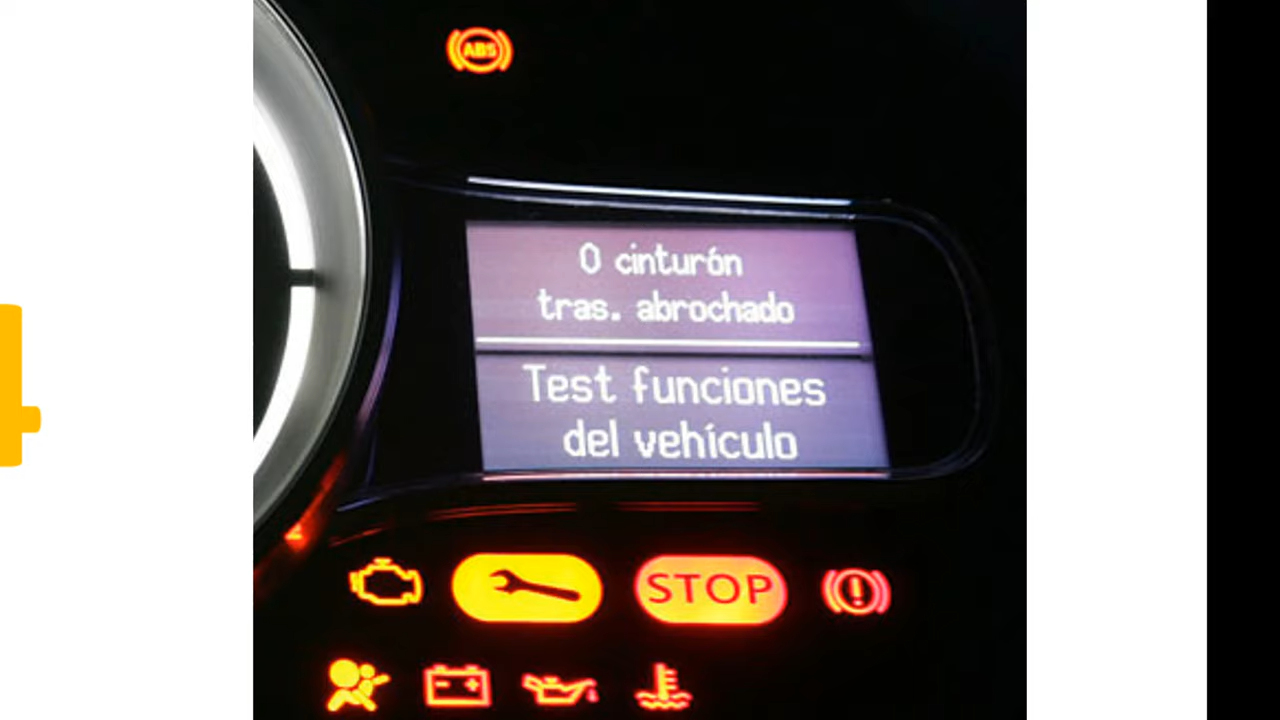 ABS
0 cinturón
tras. abrochado
Test funciones
del vehículo
STOP